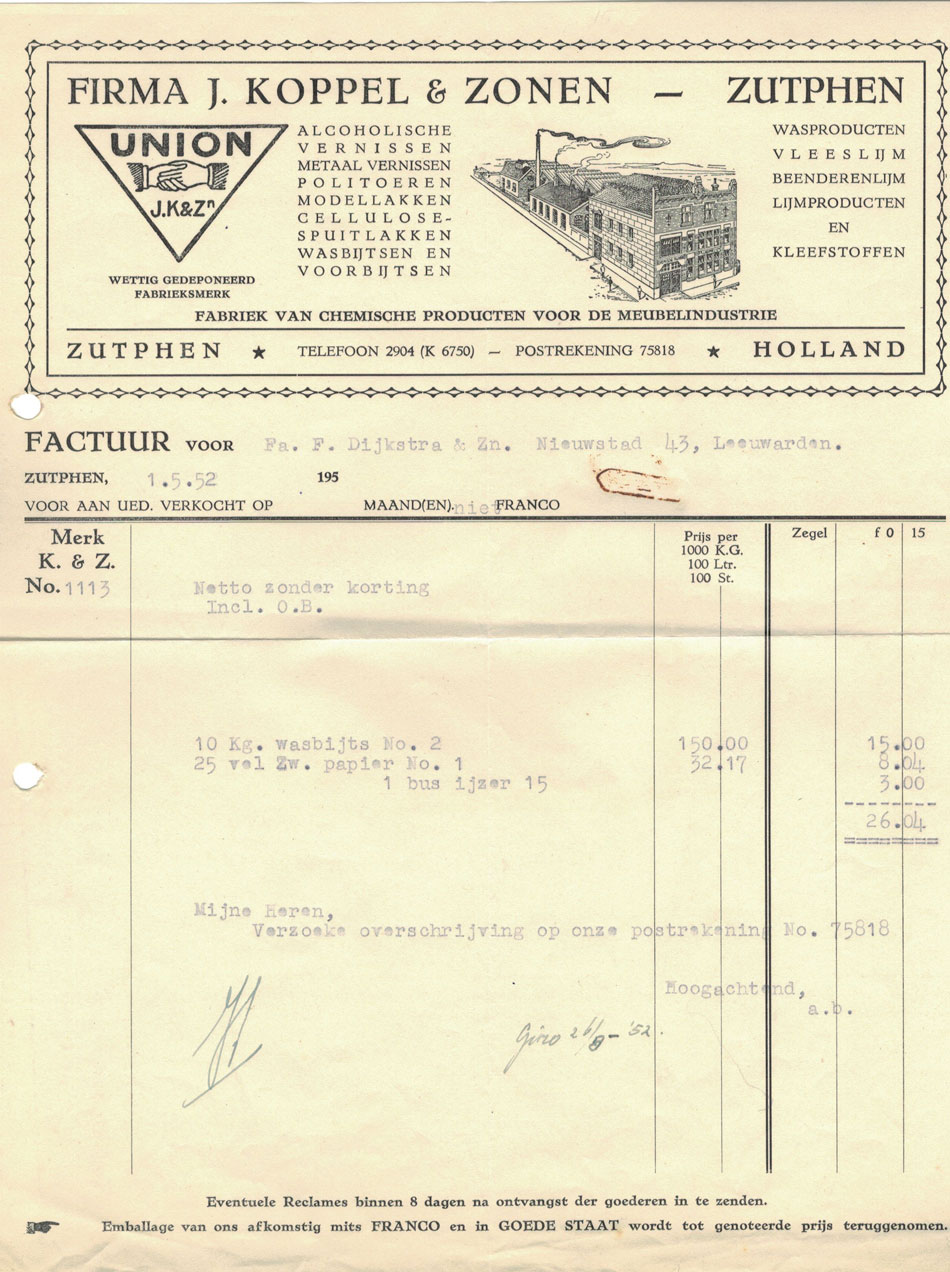 FIRMA J. KOPPEL & ZONEN — ZUTPHEN
UNION
J.K&Zn
WETTIG GEDEPONEERD
FABRIEKSMERK
ALCOHOLISCHE
VERNISSEN
METAAL VERNISSEN
POLITOEREN
MODELLAKKEN
CELLULOSE-
SPUITLAKKEN
WASBIJTSEN EN
VOORBIJTSEN
WASPRODUCTEN
VLEESLIJM
BEENDERENLIJM
LIJMPRODUCTEN
EN
KLEEFSTOFFEN
FABRIEK VAN CHEMISCHE PRODUCTEN VOOR DE MEUBELINDUSTRIE
ZUTPHEN ★ TELEFOON 2904 (K 6750) — POSTREKENING 75818 ★ HOLLAND
FACTUUR VOOR Fa. F. Dijkstra & Zn. Nieuwstad 43, Leeuwarden.
ZUTPHEN, 1.5.52 195
VOOR AAN UED. VERKOCHT OP MAAND(EN). niet FRANCO
Merk
K. & Z.
No. 1113
Prijs per
1000 K.G.
100 Ltr.
100 St.
Zegel f 0 15
Netto zonder korting
Incl. O.B.
10 Kg. wasbijts No. 2 150.00 15.00
25 vel Zw. papier No. 1 32.17 8.04
1 bus ijzer 15 3.00
26.04
Mijne Heren,
Verzoeke overschrijving op onze postrekening No. 75818
Hoogachtend,
a.b.
Giro 26/8-'52.
Eventuele Reclames binnen 8 dagen na ontvangst der goederen in te zenden.
Emballage van ons afkomstig mits FRANCO en in GOEDE STAAT wordt tot genoteerde prijs teruggenomen.